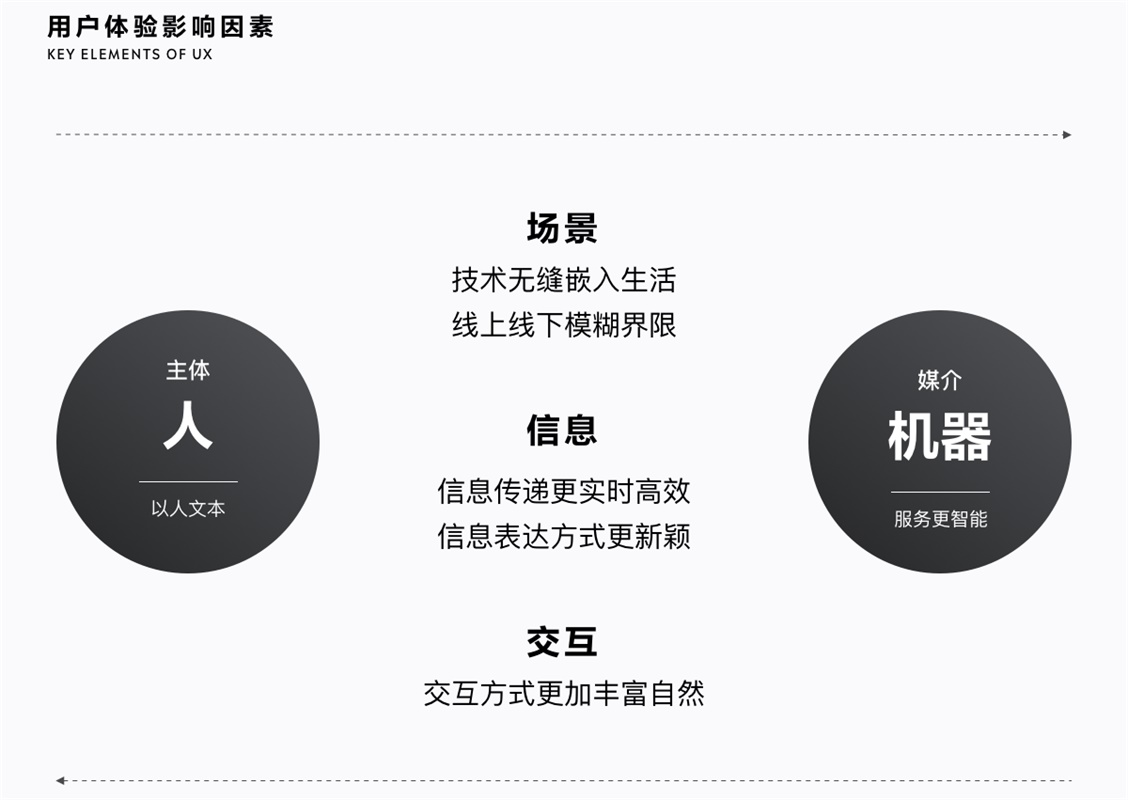 用户体验影响因素
KEY ELEMENTS OF UX
主体
人
以人文本
场景
技术无缝嵌入生活
线上线下模糊界限
信息
信息传递更实时高效
信息表达方式更新颖
交互
交互方式更加丰富自然
媒介
机器
服务更智能